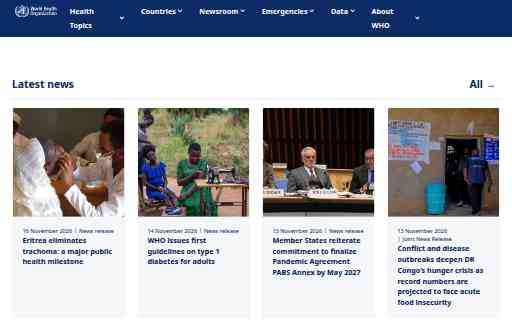 World Health
Organization
Health
Topics
Countries
Newsroom
Emergencies
Data
About
WHO
Latest news
All →
16 November 2026 | News release
Eritrea eliminates
trachoma: a major public
health milestone
14 November 2026 | News release
WHO issues first
guidelines on type 1
diabetes for adults
13 November 2026 | News release
Member States reiterate
commitment to finalize
Pandemic Agreement
PABS Annex by May 2027
13 November 2026
| Joint News Release
Conflict and disease
outbreaks deepen DR
Congo's hunger crisis as
record numbers are
projected to face acute
food insecurity